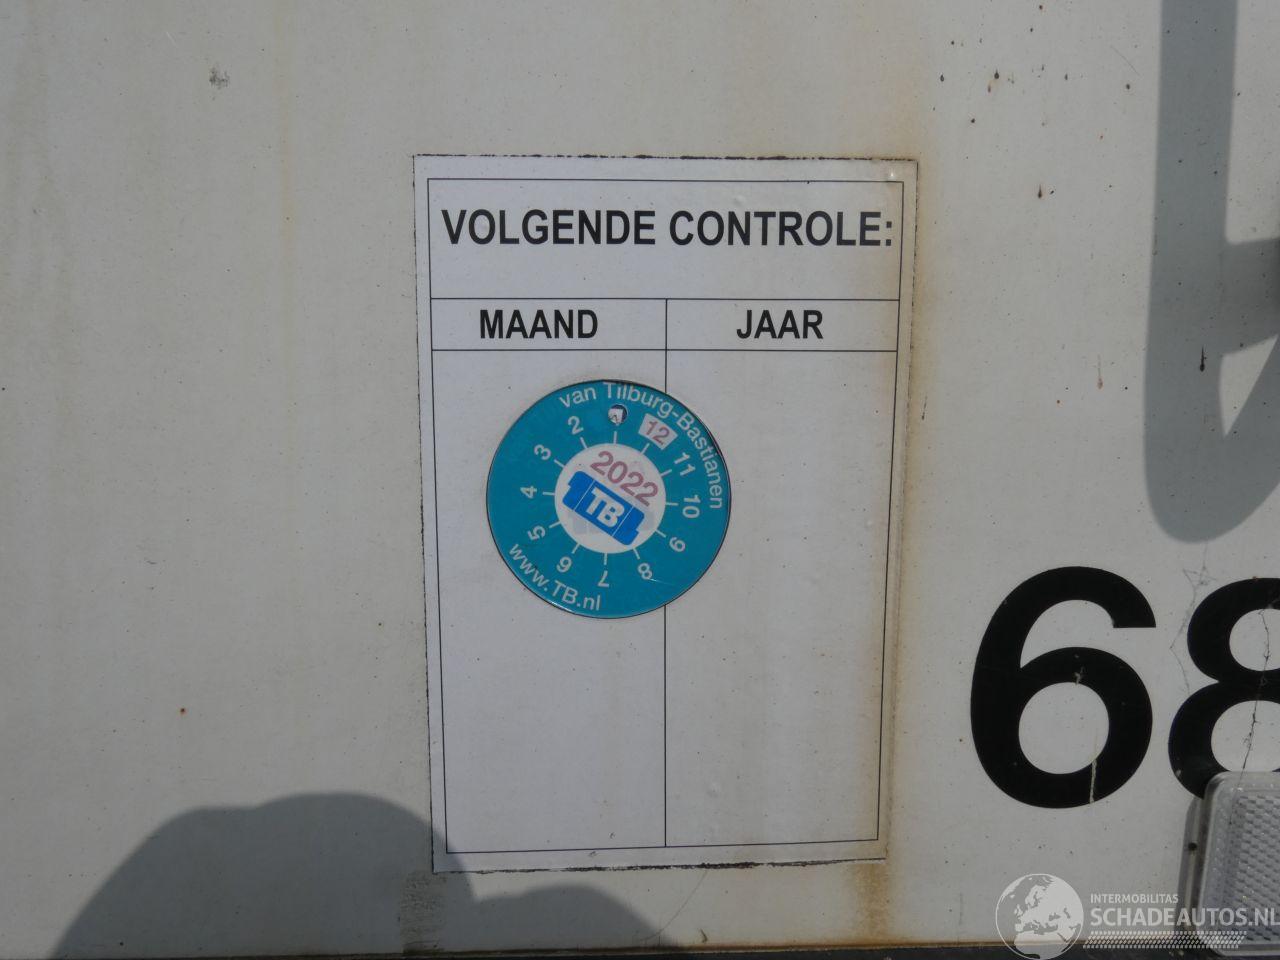 VOLGENDE CONTROLE:
MAAND JAAR
van Tilburg-Bastianen
12
11
10
9
8
7
6
5
4
3
2
2022
TB
www.TB.nl
68
INTERMOBILITAS
SCHADEAUTOS.NL